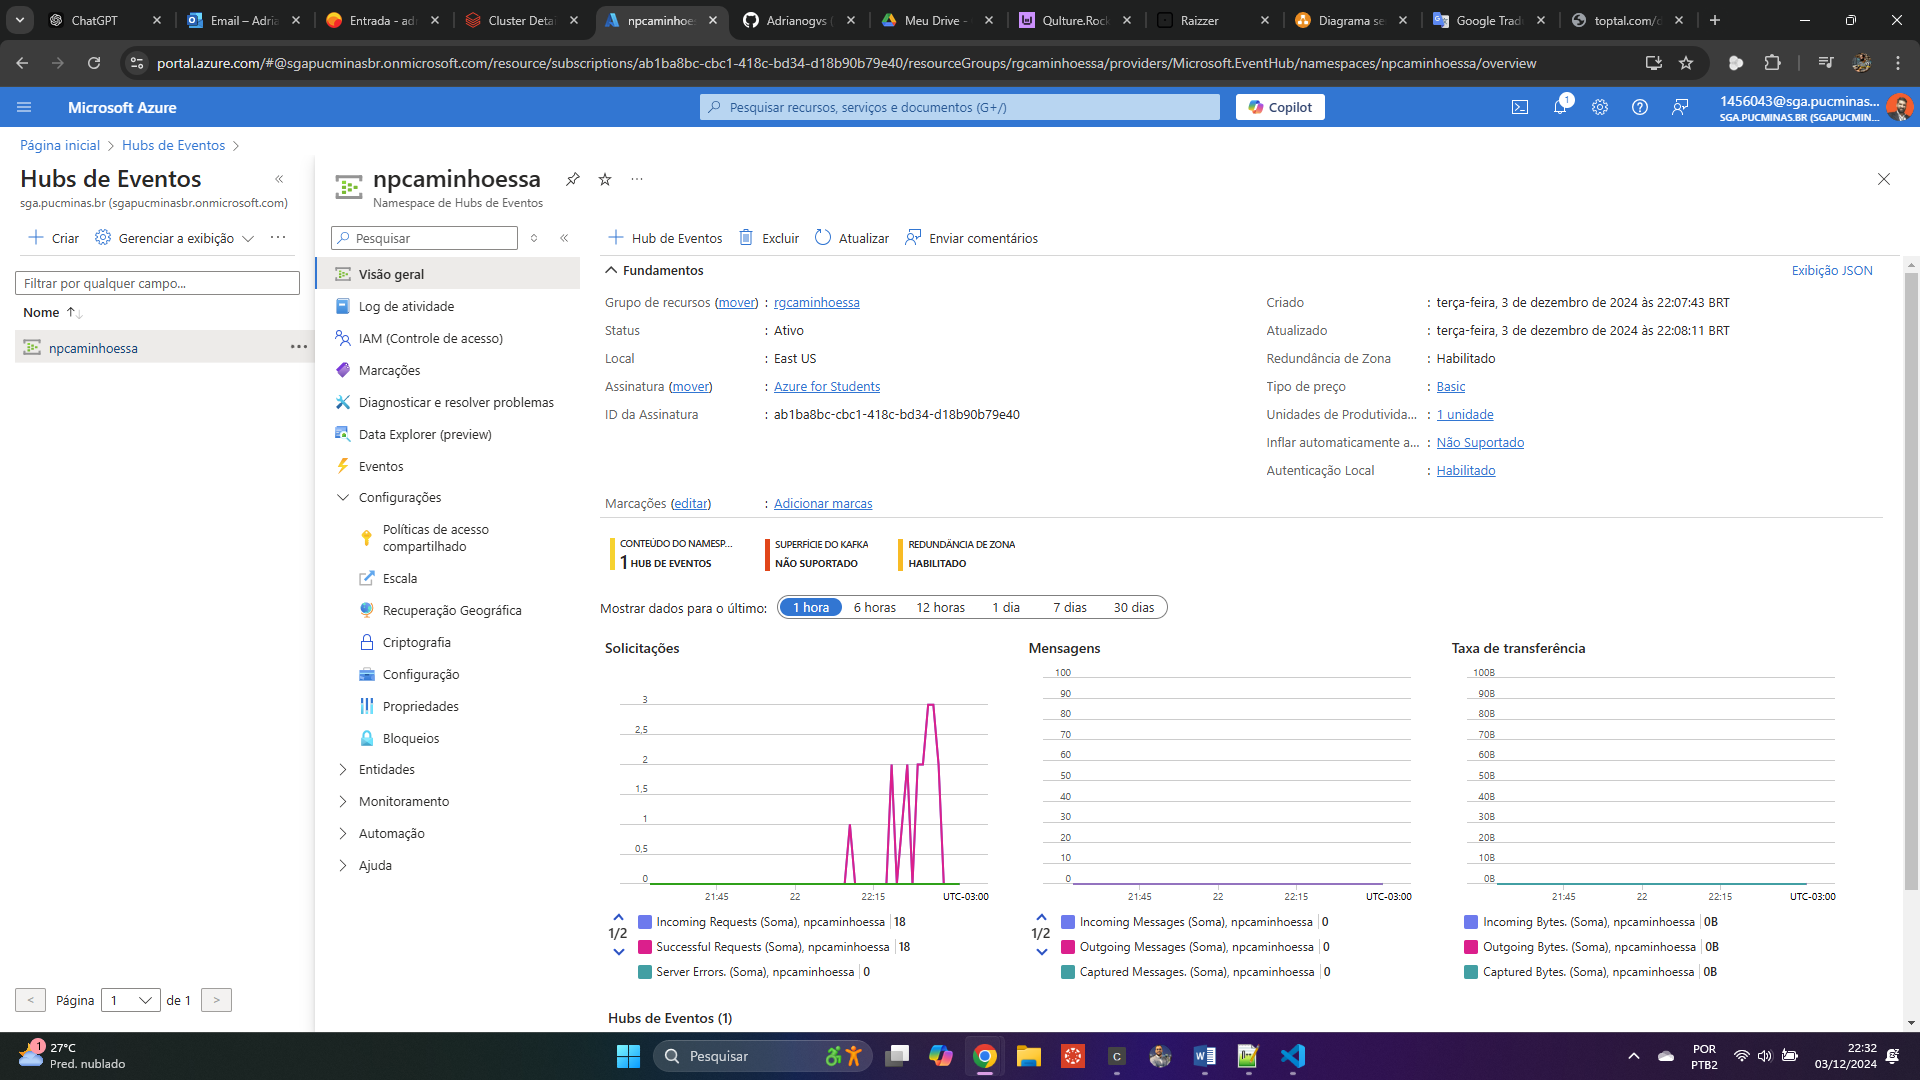 ChatGPT
Email – Adria
Entrada - adr
Cluster Detai
npcaminhoes
Adrianogvs (
Meu Drive -
Qulture.Rock
Raizzer
Diagrama se
Google Trad
toptal.com/d
portal.azure.com/#@sgapucminasbr.onmicrosoft.com/resource/subscriptions/ab1ba8bc-cbc1-418c-bd34-d18b90b79e40/resourceGroups/rgcaminhoessa/providers/Microsoft.EventHub/namespaces/npcaminhoessa/overview
Microsoft Azure
Pesquisar recursos, serviços e documentos (G+/)
Copilot
1
1456043@sga.pucminas...
SGA.PUCMINAS.BR (SGAPUCMIN...
Página inicial > Hubs de Eventos >
Hubs de Eventos
sga.pucminas.br (sgapucminasbr.onmicrosoft.com)
+ Criar
Gerenciar a exibição
...
Filtrar por qualquer campo...
Nome ↑↓
npcaminhoessa
...
< Página 1 de 1 >
npcaminhoessa
...
Namespace de Hubs de Eventos
Pesquisar
Visão geral
Log de atividade
IAM (Controle de acesso)
Marcações
Diagnosticar e resolver problemas
Data Explorer (preview)
Eventos
Configurações
Políticas de acesso
compartilhado
Escala
Recuperação Geográfica
Criptografia
Configuração
Propriedades
Bloqueios
Entidades
Monitoramento
Automação
Ajuda
+ Hub de Eventos
Excluir
Atualizar
Enviar comentários
Fundamentos
Exibição JSON
Grupo de recursos (mover) : rgcaminhoessa
Status : Ativo
Local : East US
Assinatura (mover) : Azure for Students
ID da Assinatura : ab1ba8bc-cbc1-418c-bd34-d18b90b79e40
Criado : terça-feira, 3 de dezembro de 2024 às 22:07:43 BRT
Atualizado : terça-feira, 3 de dezembro de 2024 às 22:08:11 BRT
Redundância de Zona : Habilitado
Tipo de preço : Basic
Unidades de Produtivida... : 1 unidade
Inflar automaticamente a... : Não Suportado
Autenticação Local : Habilitado
Marcações (editar) : Adicionar marcas
CONTEÚDO DO NAMESP...
1 HUB DE EVENTOS
SUPERFÍCIE DO KAFKA
NÃO SUPORTADO
REDUNDÂNCIA DE ZONA
HABILITADO
Mostrar dados para o último: 1 hora 6 horas 12 horas 1 dia 7 dias 30 dias
Solicitações
3
2,5
2
1,5
1
0,5
0
21:45 22 22:15 UTC-03:00
1/2
Incoming Requests (Soma), npcaminhoessa 18
Successful Requests (Soma), npcaminhoessa 18
Server Errors. (Soma), npcaminhoessa 0
Mensagens
100
90
80
70
60
50
40
30
20
10
0
21:45 22 22:15 UTC-03:00
1/2
Incoming Messages (Soma), npcaminhoessa 0
Outgoing Messages (Soma), npcaminhoessa 0
Captured Messages. (Soma), npcaminhoessa 0
Taxa de transferência
100B
90B
80B
70B
60B
50B
40B
30B
20B
10B
0B
21:45 22 22:15 UTC-03:00
Incoming Bytes. (Soma), npcaminhoessa 0B
Outgoing Bytes. (Soma), npcaminhoessa 0B
Captured Bytes. (Soma), npcaminhoessa 0B
Hubs de Eventos (1)
1
27°C
Pred. nublado
Pesquisar
POR
PTB2
22:32
03/12/2024